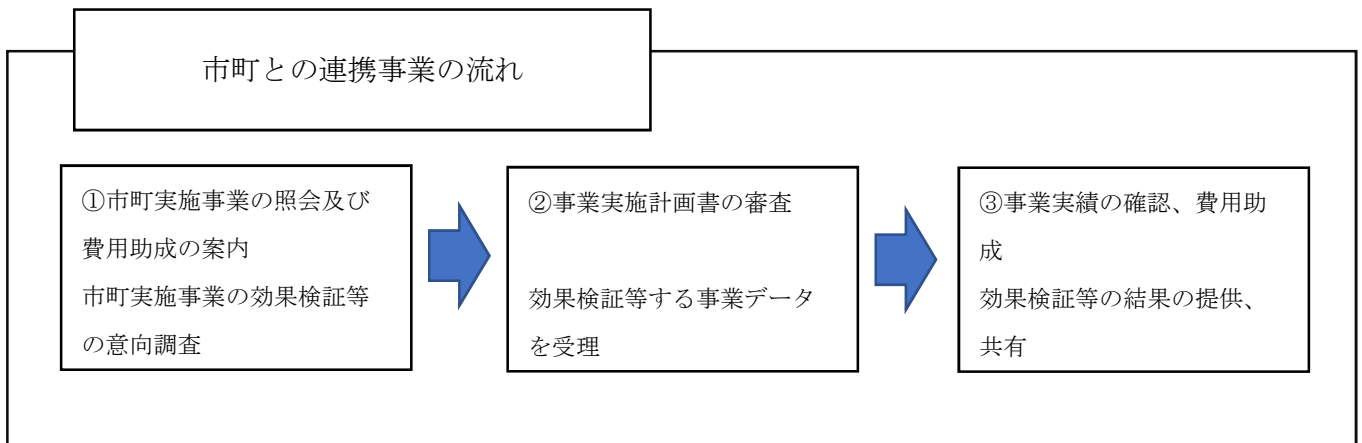 市町との連携事業の流れ
①市町実施事業の照会及び
費用助成の案内
市町実施事業の効果検証等
の意向調査
②事業実施計画書の審査
効果検証等する事業データ
を受理
③事業実績の確認、費用助
成
効果検証等の結果の提供、
共有